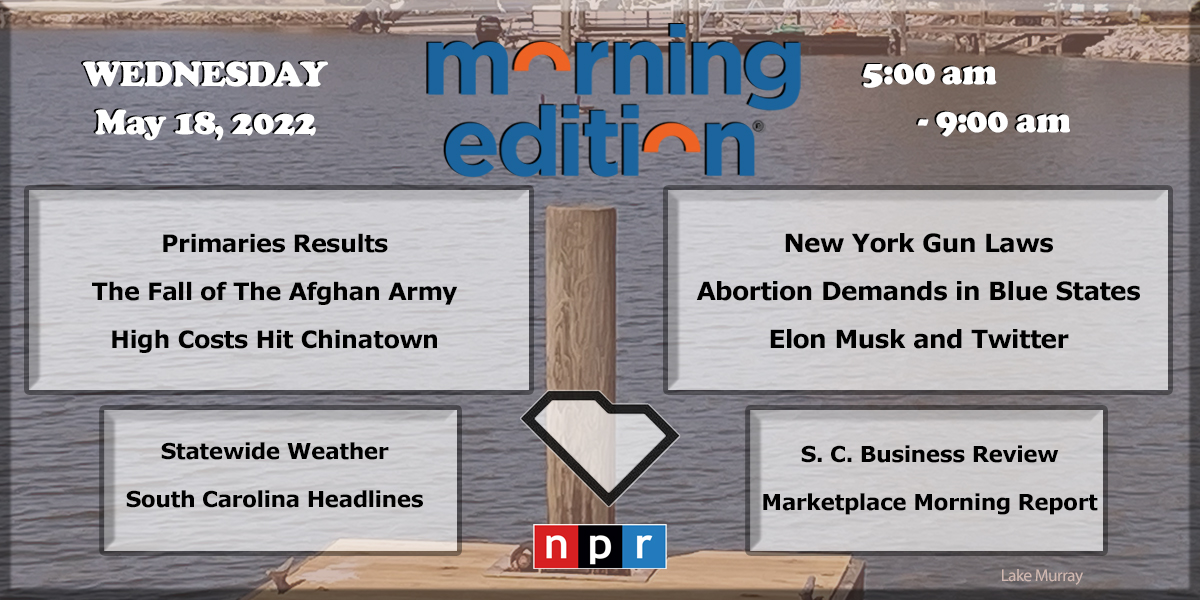 WEDNESDAY
May 18, 2022
morning
edition®
5:00 am
- 9:00 am
Primaries Results
The Fall of The Afghan Army
High Costs Hit Chinatown
New York Gun Laws
Abortion Demands in Blue States
Elon Musk and Twitter
Statewide Weather
South Carolina Headlines
S. C. Business Review
Marketplace Morning Report
npr
Lake Murray